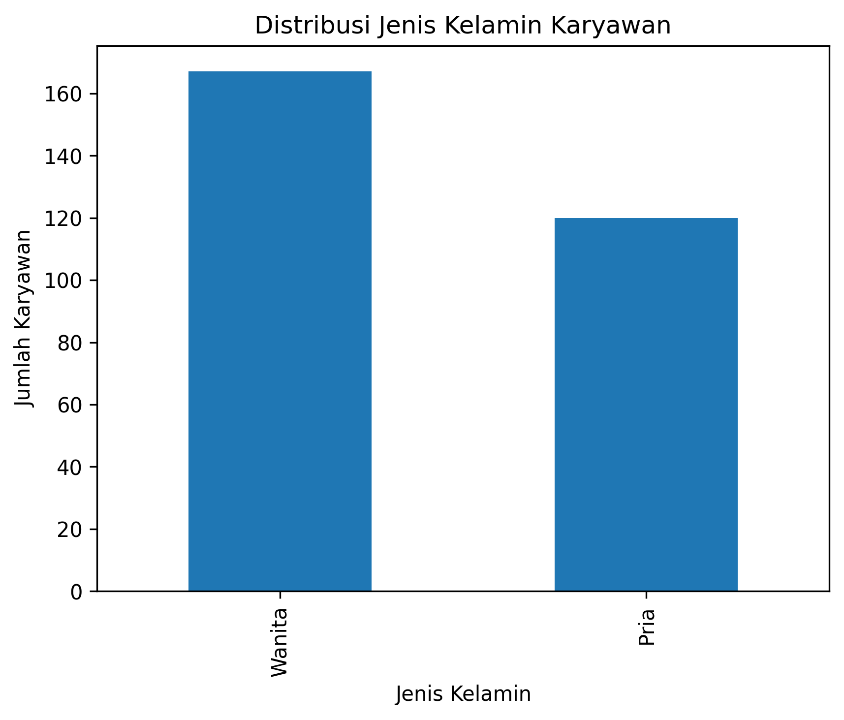 Distribusi Jenis Kelamin Karyawan
Jumlah Karyawan
160
140
120
100
80
60
40
20
0
Wanita
Pria
Jenis Kelamin